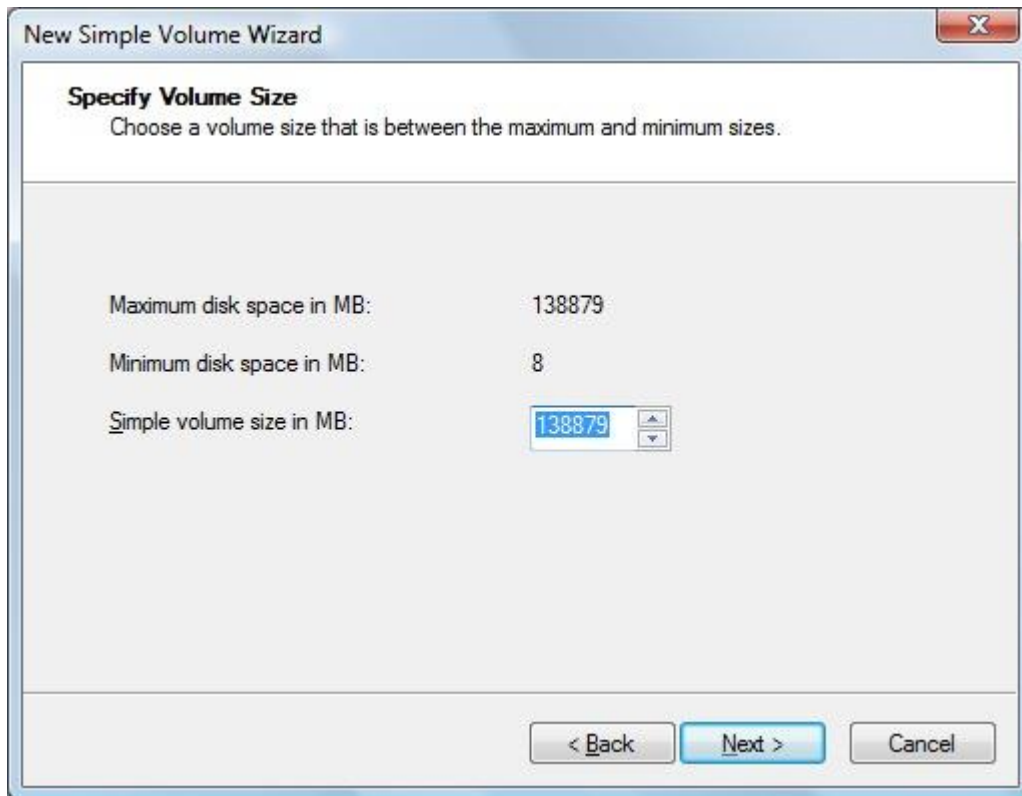 New Simple Volume Wizard
X
Specify Volume Size
Choose a volume size that is between the maximum and minimum sizes.
Maximum disk space in MB: 138879
Minimum disk space in MB: 8
Simple volume size in MB: 138879
< Back Next > Cancel